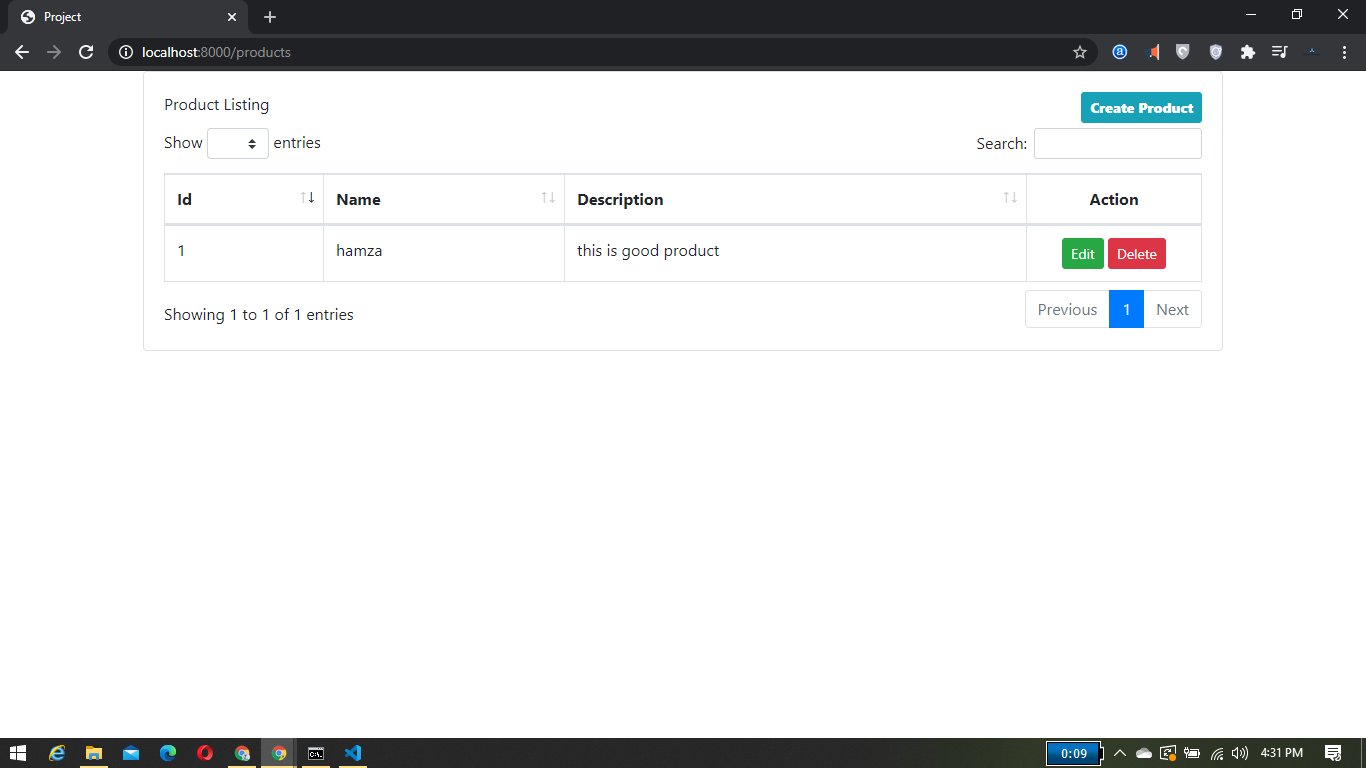 Project
localhost:8000/products
Product Listing
Create Product
Show entries
Search:
Id Name Description Action
1 hamza this is good product Edit Delete
Showing 1 to 1 of 1 entries
Previous 1 Next
0:09 4:31 PM